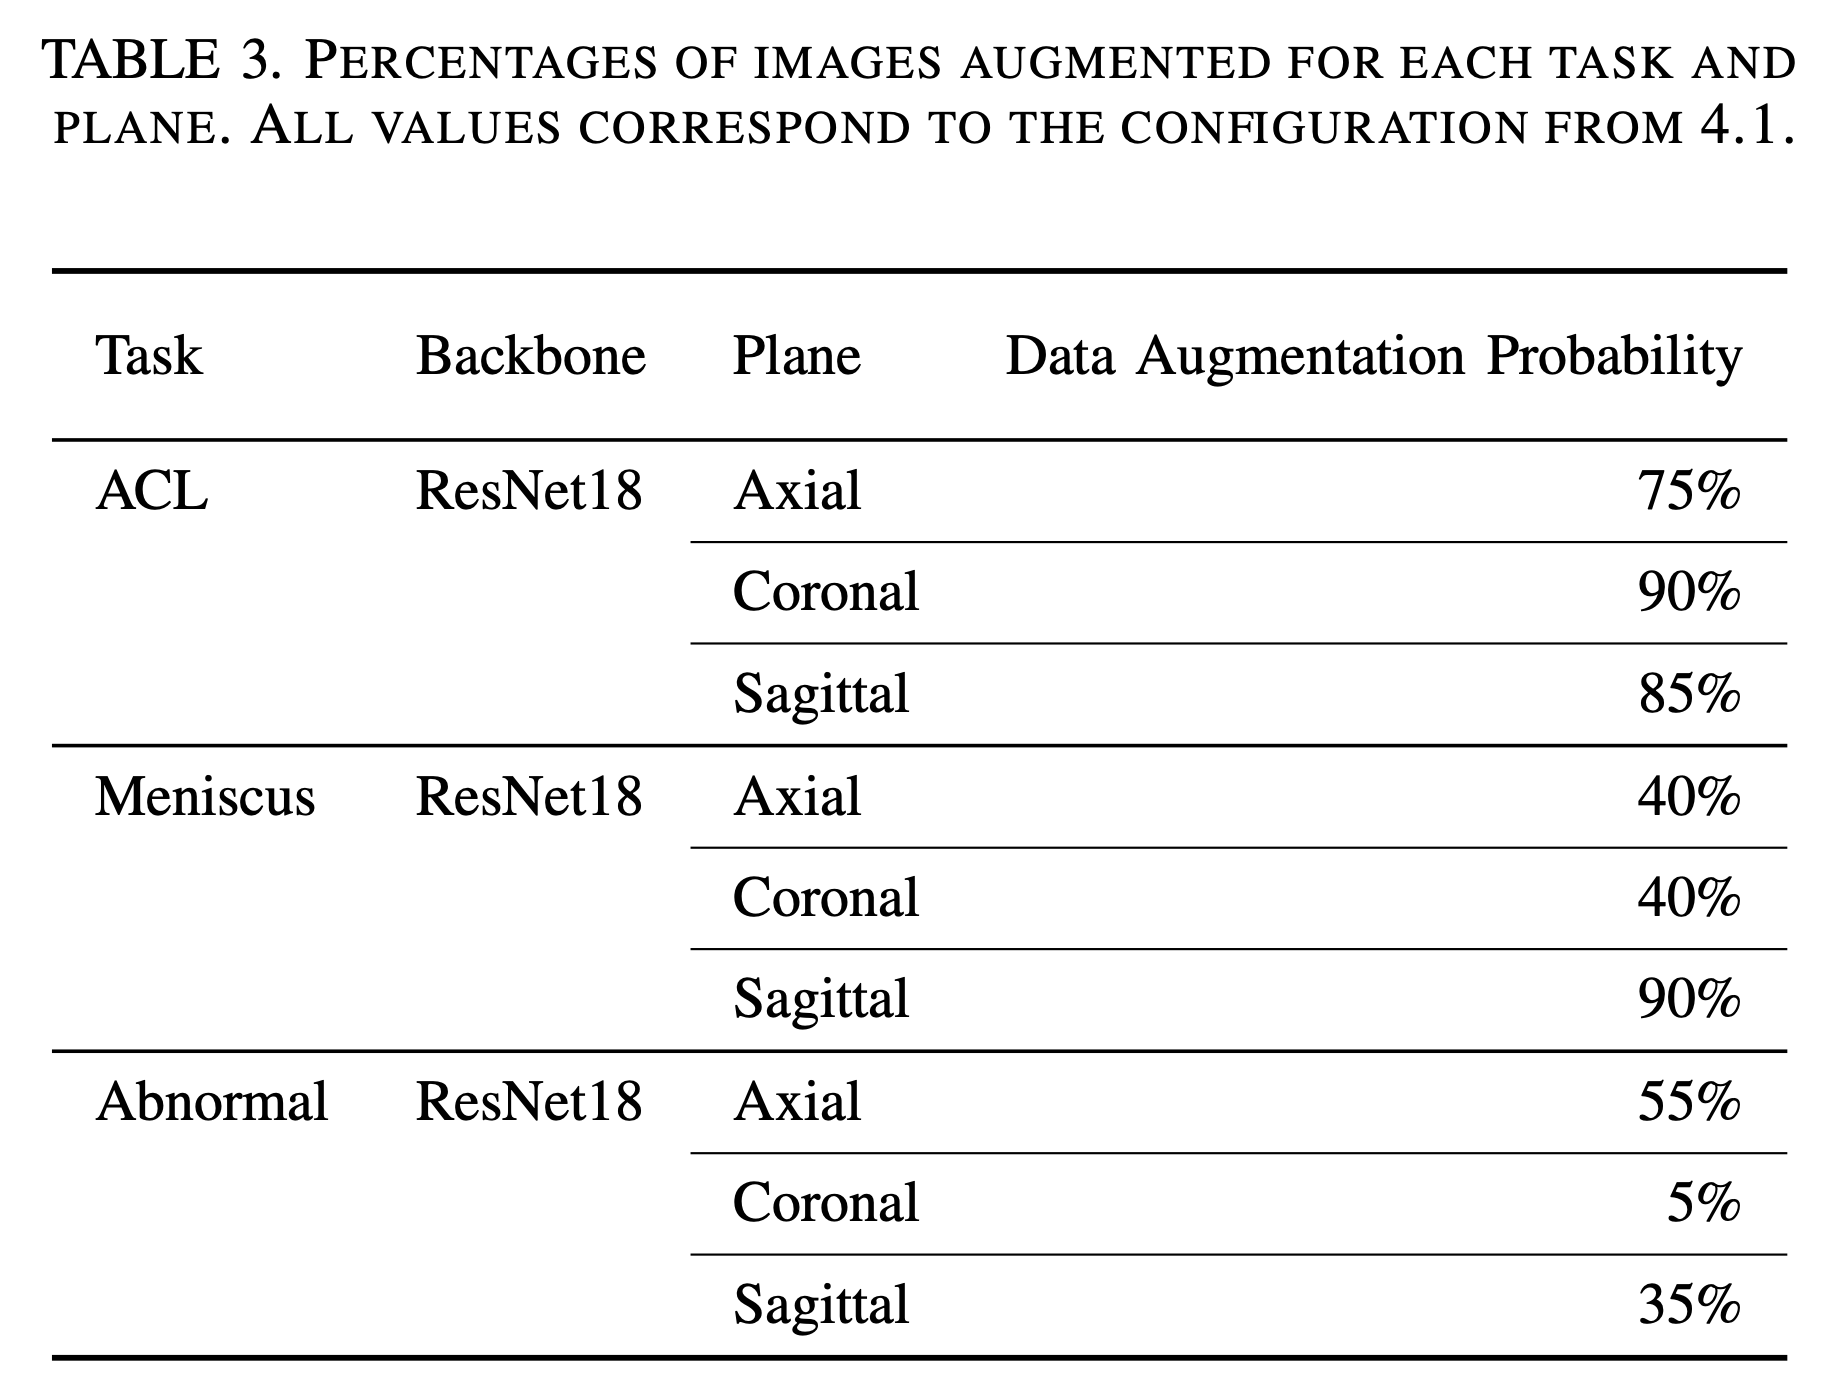 TABLE 3. PERCENTAGES OF IMAGES AUGMENTED FOR EACH TASK AND
PLANE. ALL VALUES CORRESPOND TO THE CONFIGURATION FROM 4.1.
Task Backbone Plane Data Augmentation Probability
ACL ResNet18 Axial 75%
Coronal 90%
Sagittal 85%
Meniscus ResNet18 Axial 40%
Coronal 40%
Sagittal 90%
Abnormal ResNet18 Axial 55%
Coronal 5%
Sagittal 35%